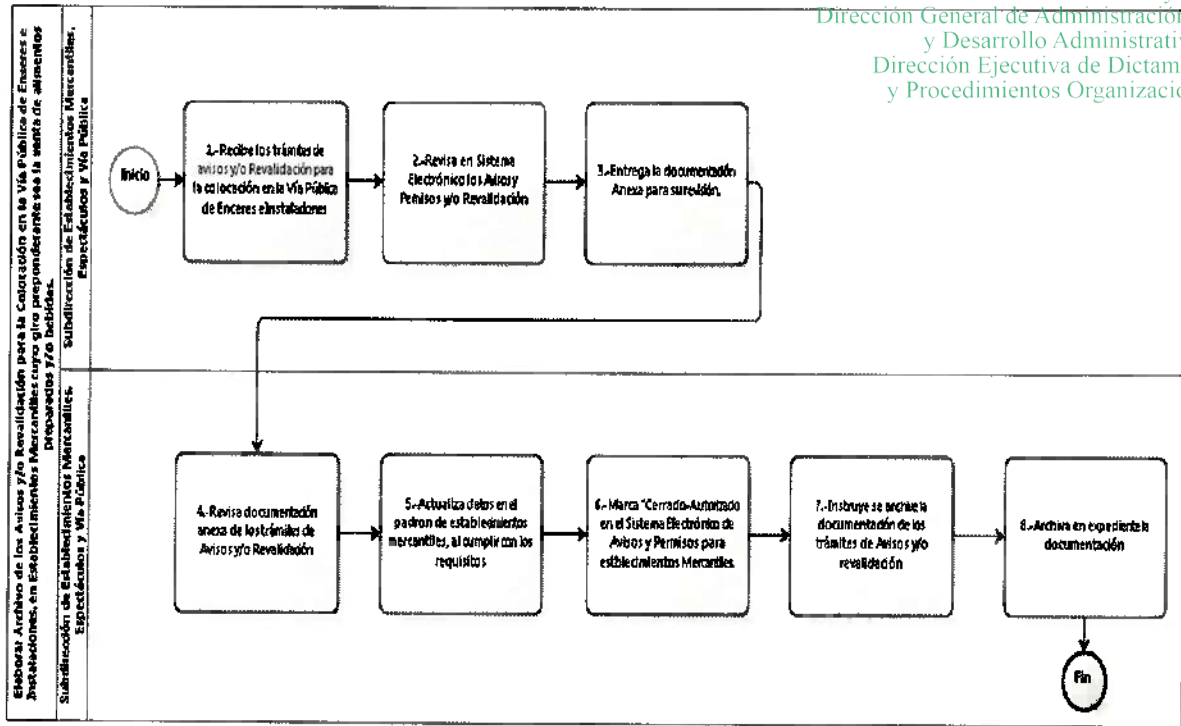 Dirección General de Administración
y Desarrollo Administrativ
Dirección Ejecutiva de Dictam
y Procedimientos Organizacio
Elaborar Archivo de los Avisos y/o Revalidación para la Colocación en la Vía Pública de Enseres e
Instalaciones, en Establecimientos Mercantiles cuyo giro preponderante sea la venta de alimentos
preparados y/o bebidas.
Subdirección de Establecimientos Mercantiles,
Espectáculos y Vía Pública
Inicio
1.-Recibe los trámites de
avisos y/o Revalidación para
la colocación en la Vía Pública
de Enceres e Instalaciones
2.-Revisa en Sistema
Electrónico los Avisos y
Permisos y/o Revalidación
3.-Entrega la documentación
Anexa para su revisión.
Subdirección de Establecimientos Mercantiles,
Espectáculos y Vía Pública
4.-Revisa documentación
anexa de los trámites de
Avisos y/o Revalidación
5.-Actualiza datos en el
padron de establecimientos
mercantiles, al cumplir con los
requisitos
6.-Marca "Cerrado-Autorizado
en el Sistema Electrónico de
Avisos y Permisos para
estblecimientos Mercantiles.
7.-Instruye se archive la
documentación de los
trámites de Avisos y/o
revalidación
8.-Archiva en expediente la
documentación
Fin